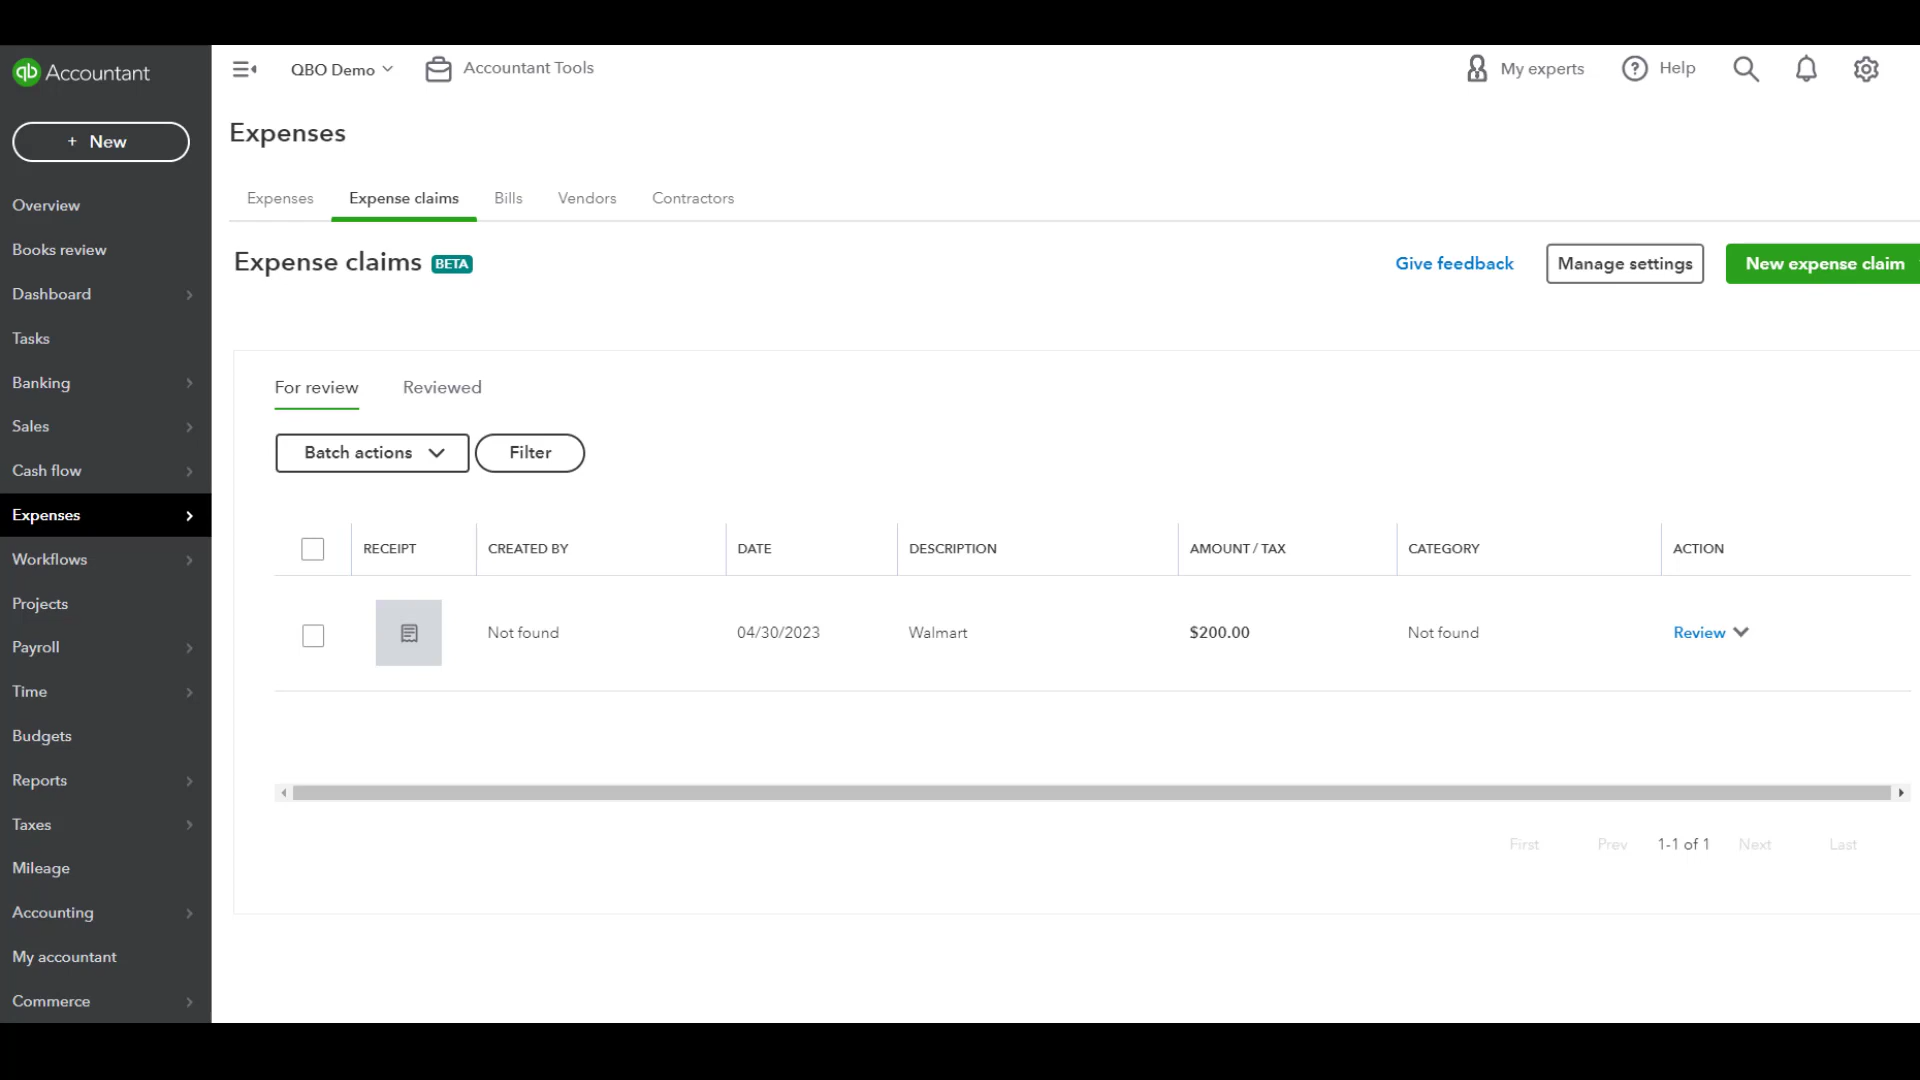 qb Accountant
QBO Demo
Accountant Tools
My experts
Help
+ New
Expenses
Expenses
Expense claims
Bills
Vendors
Contractors
Expense claims BETA
Give feedback
Manage settings
New expense claim
Overview
Books review
Dashboard
Tasks
Banking
Sales
Cash flow
Expenses
Workflows
Projects
Payroll
Time
Budgets
Reports
Taxes
Mileage
Accounting
My accountant
Commerce
For review
Reviewed
Batch actions
Filter
RECEIPT CREATED BY DATE DESCRIPTION AMOUNT / TAX CATEGORY ACTION
Not found 04/30/2023 Walmart $200.00 Not found Review
First Prev 1-1 of 1 Next Last